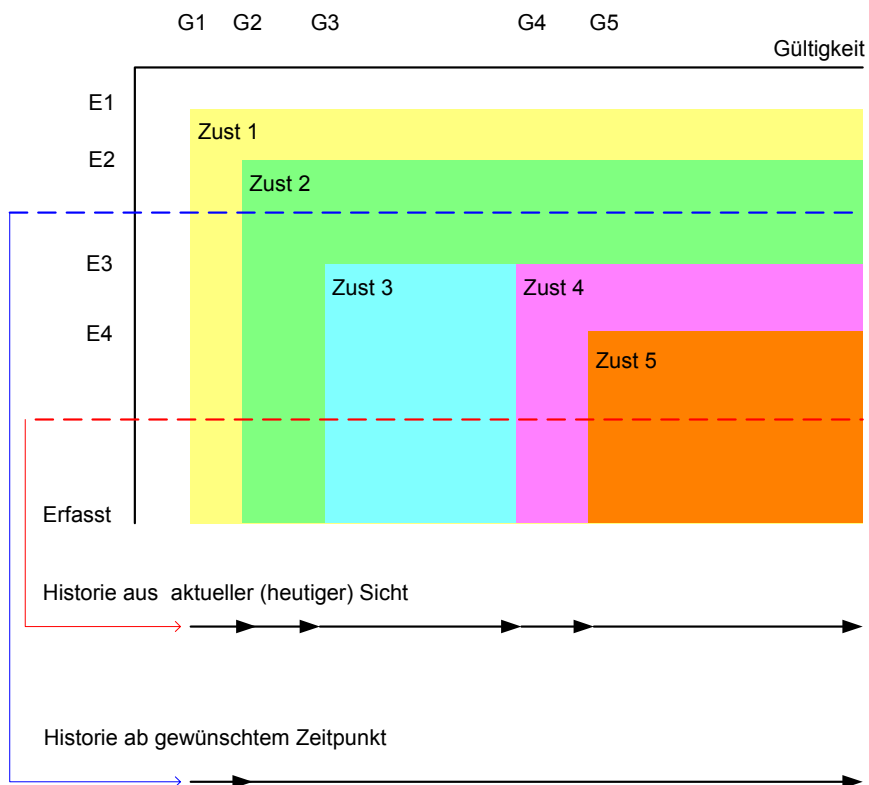 G1 G2 G3 G4 G5
Gültigkeit
E1
Zust 1
E2
Zust 2
E3
Zust 3 Zust 4
E4
Zust 5
Erfasst
Historie aus aktueller (heutiger) Sicht
Historie ab gewünschtem Zeitpunkt